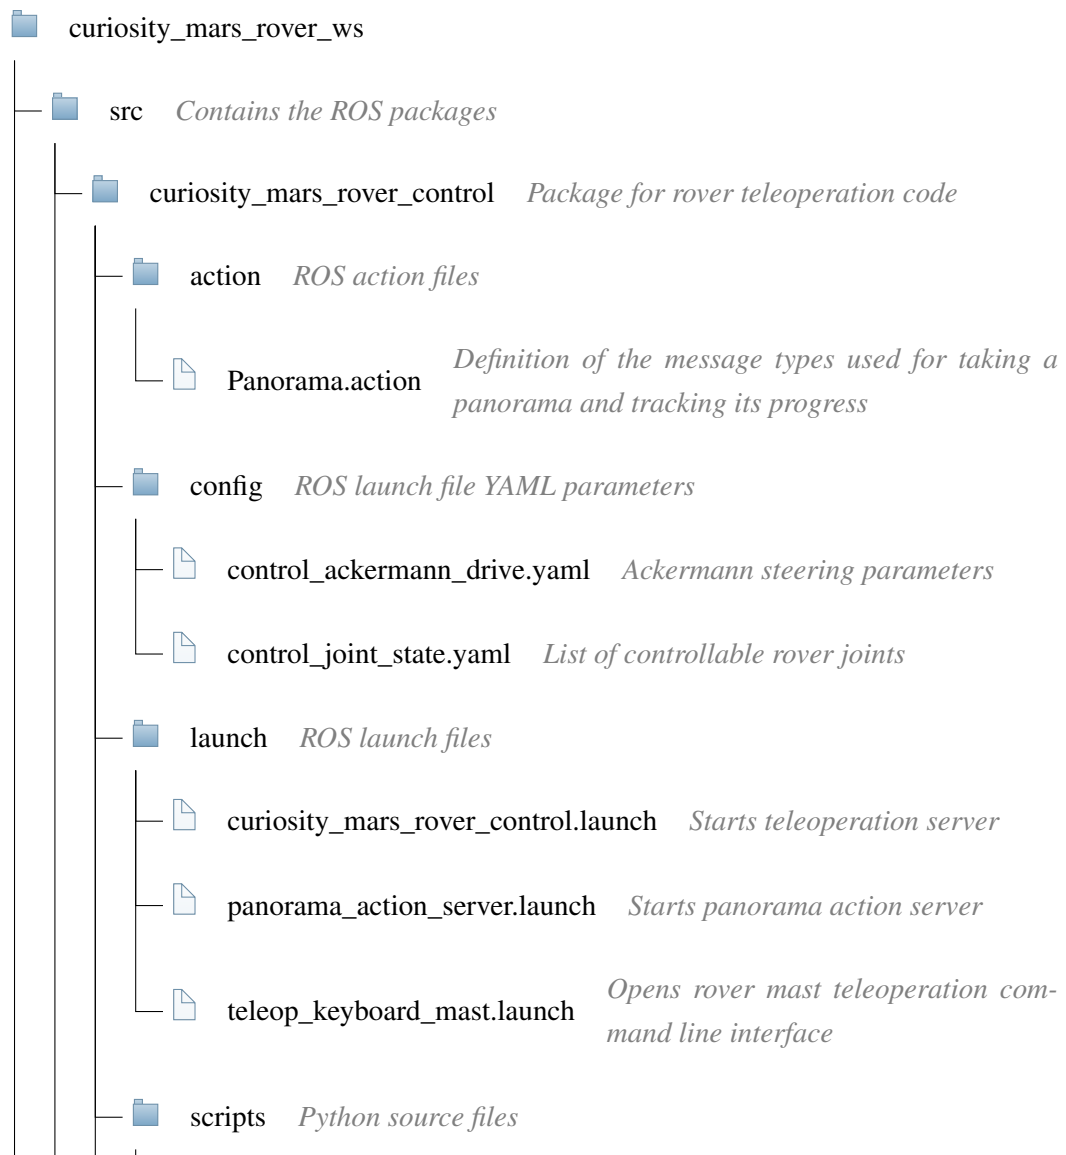 curiosity_mars_rover_ws
src Contains the ROS packages
curiosity_mars_rover_control Package for rover teleoperation code
action ROS action files
Panorama.action Definition of the message types used for taking a
panorama and tracking its progress
config ROS launch file YAML parameters
control_ackermann_drive.yaml Ackermann steering parameters
control_joint_state.yaml List of controllable rover joints
launch ROS launch files
curiosity_mars_rover_control.launch Starts teleoperation server
panorama_action_server.launch Starts panorama action server
teleop_keyboard_mast.launch Opens rover mast teleoperation com-
mand line interface
scripts Python source files